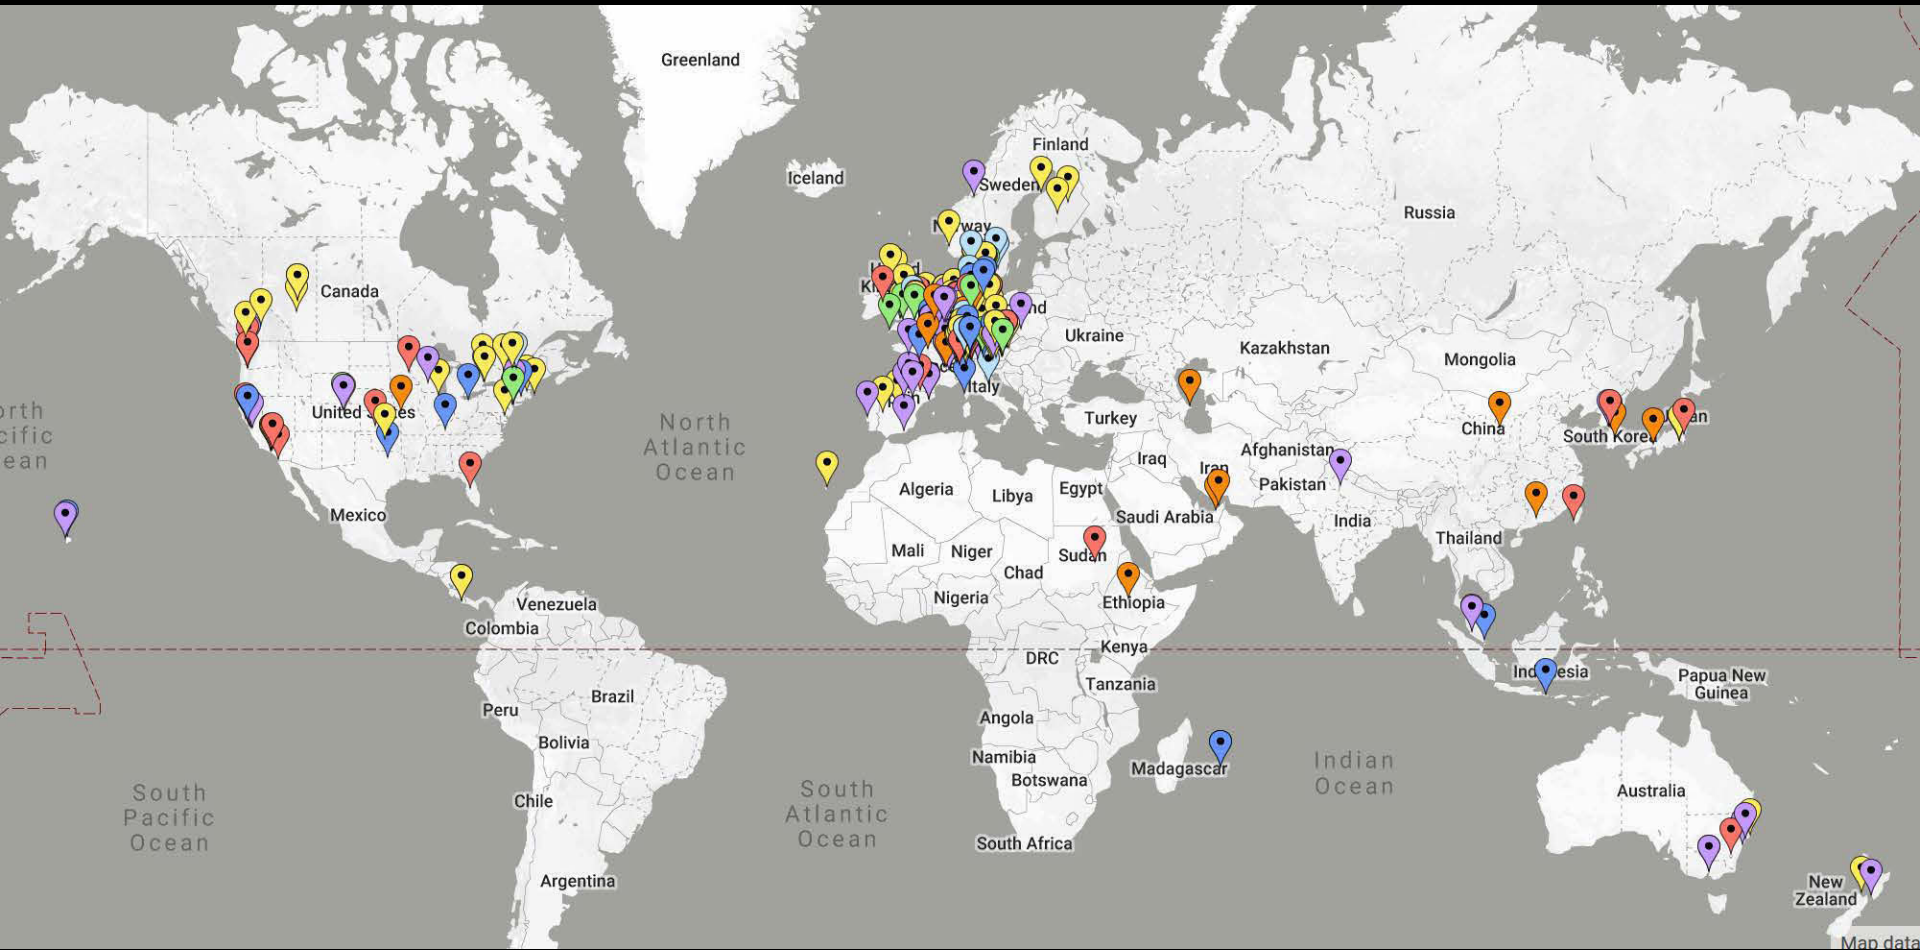 Greenland
Iceland
Finland
Sweden
Russia
Canada
Ukraine
Kazakhstan
Mongolia
Italy
United
Turkey
China
South Korea
North
Atlantic
Ocean
Iraq
Afghanistan
Iran
Algeria
Libya
Egypt
Pakistan
Mexico
Saudi Arabia
India
Thailand
Mali
Niger
Sudan
Chad
Nigeria
Ethiopia
Venezuela
Colombia
Kenya
DRC
Tanzania
Papua New
Guinea
Brazil
Peru
Angola
Bolivia
Namibia
Madagascar
Botswana
Indian
Ocean
Chile
South
Pacific
Ocean
South
Atlantic
Ocean
Australia
South Africa
Argentina
New
Zealand
Map data